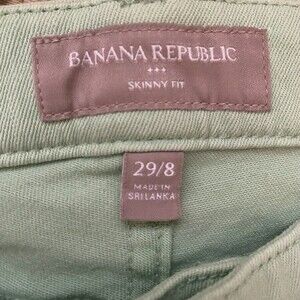 BANANA REPUBLIC
+++
SKINNY FIT
29/8
MADE IN
SRI LANKA